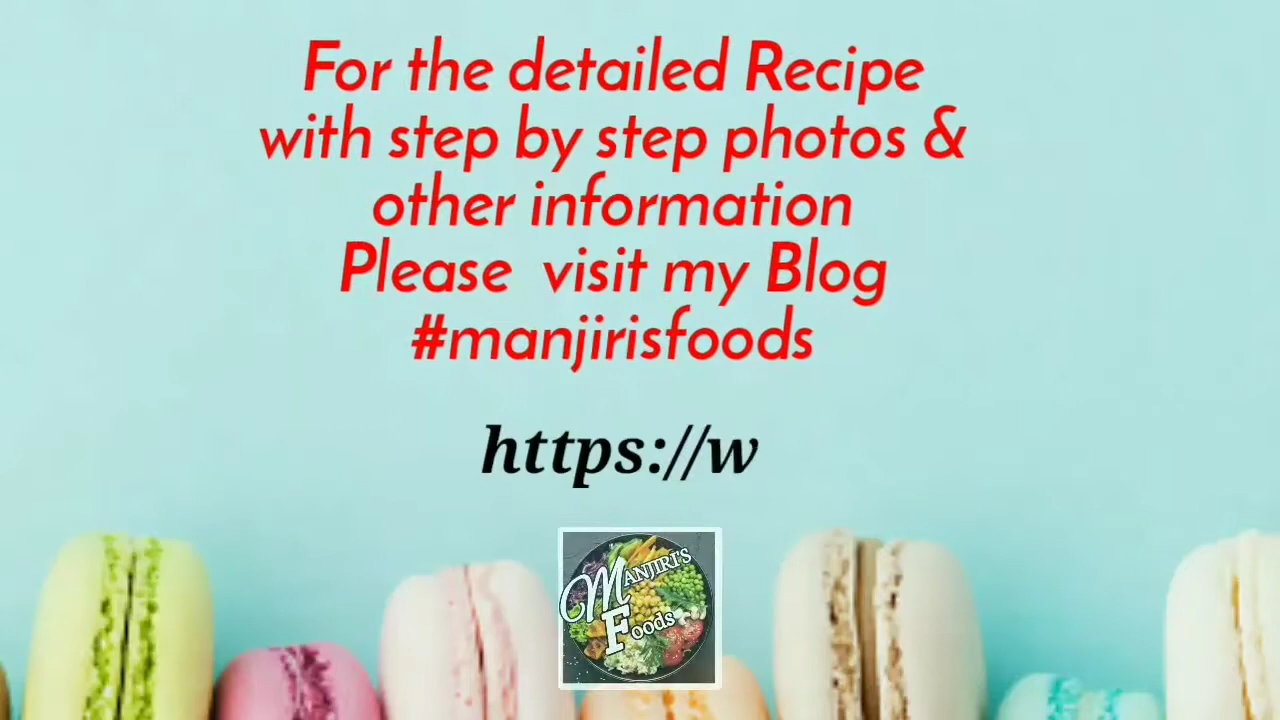 For the detailed Recipe
with step by step photos &
other information
Please visit my Blog
#manjirisfoods
https://w
MANJIRI'S
Foods